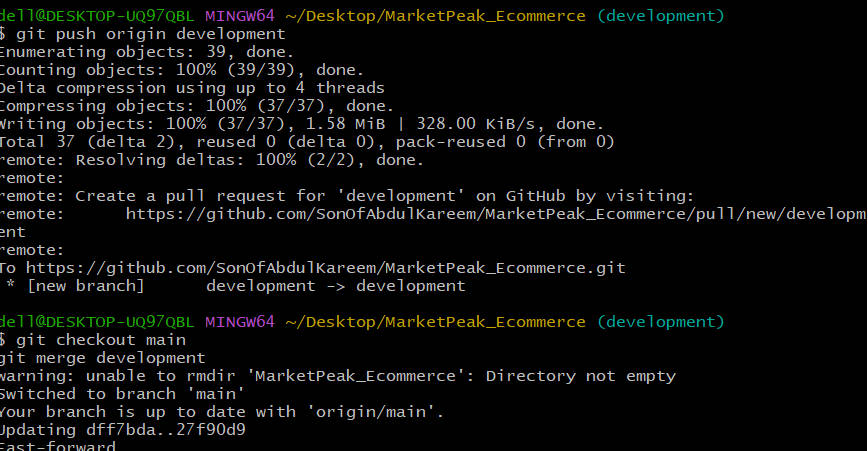 dell@DESKTOP-UQ97QBL MINGW64 ~/Desktop/MarketPeak_Ecommerce (development)
$ git push origin development
Enumerating objects: 39, done.
Counting objects: 100% (39/39), done.
Delta compression using up to 4 threads
Compressing objects: 100% (37/37), done.
Writing objects: 100% (37/37), 1.58 MiB | 328.00 KiB/s, done.
Total 37 (delta 2), reused 0 (delta 0), pack-reused 0 (from 0)
remote: Resolving deltas: 100% (2/2), done.
remote:
remote: Create a pull request for 'development' on GitHub by visiting:
remote:      https://github.com/SonOfAbdulKareem/MarketPeak_Ecommerce/pull/new/developm
ent
remote:
To https://github.com/SonOfAbdulKareem/MarketPeak_Ecommerce.git
 * [new branch]      development -> development

dell@DESKTOP-UQ97QBL MINGW64 ~/Desktop/MarketPeak_Ecommerce (development)
$ git checkout main
git merge development
warning: unable to rmdir 'MarketPeak_Ecommerce': Directory not empty
Switched to branch 'main'
Your branch is up to date with 'origin/main'.
Updating dff7bda..27f90d9
Fast-forward